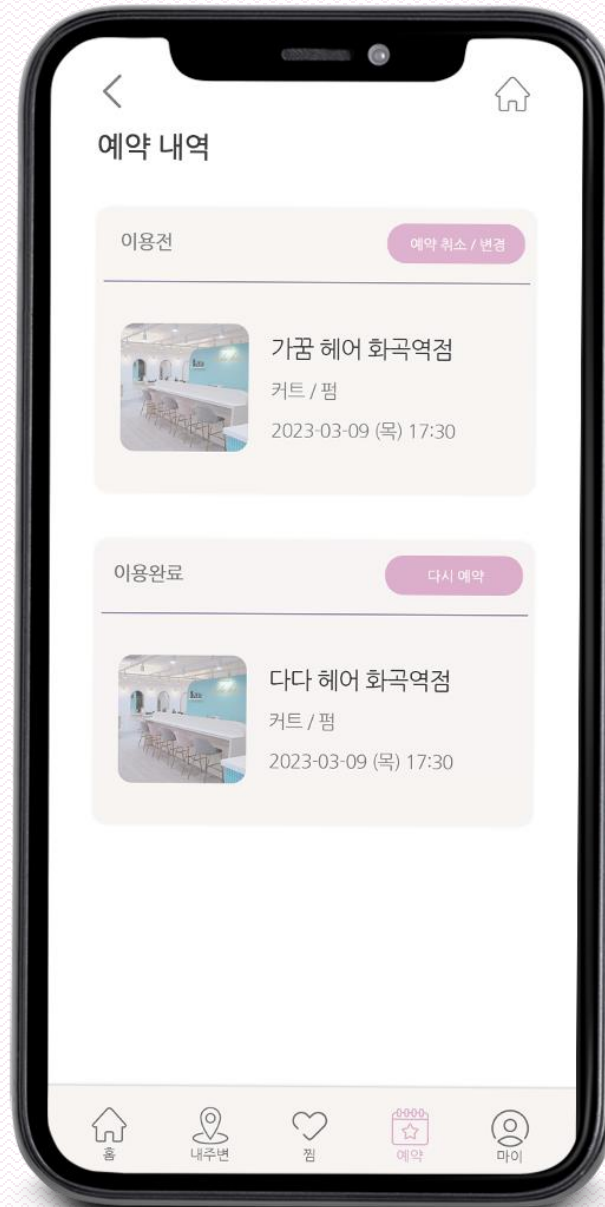 예약 내역
이용전
예약 취소 / 변경
가꿈 헤어 화곡역점
커트 / 펌
2023-03-09 (목) 17:30
이용완료
다시 예약
다다 헤어 화곡역점
커트 / 펌
2023-03-09 (목) 17:30
홈
내주변
찜
예약
마이